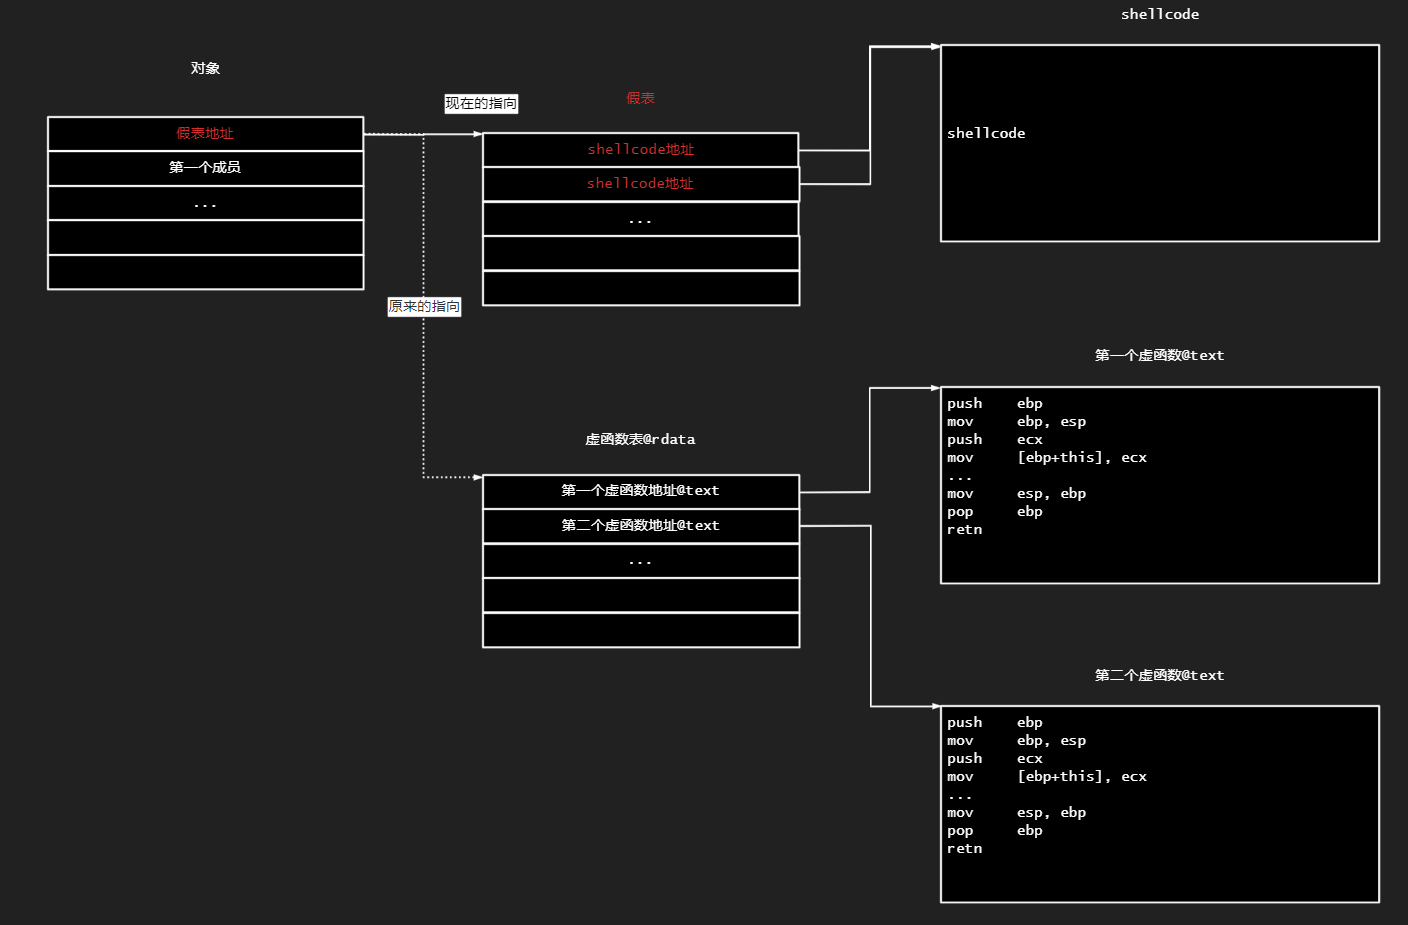 shellcode
对象
现在的指向
假表
假表地址
第一个成员
...
shellcode地址
shellcode地址
...
shellcode
原来的指向
虚函数表@rdata
第一个虚函数地址@text
第二个虚函数地址@text
...
第一个虚函数@text
push ebp
mov ebp, esp
push ecx
mov [ebp+this], ecx
...
mov esp, ebp
pop ebp
retn
第二个虚函数@text
push ebp
mov ebp, esp
push ecx
mov [ebp+this], ecx
...
mov esp, ebp
pop ebp
retn